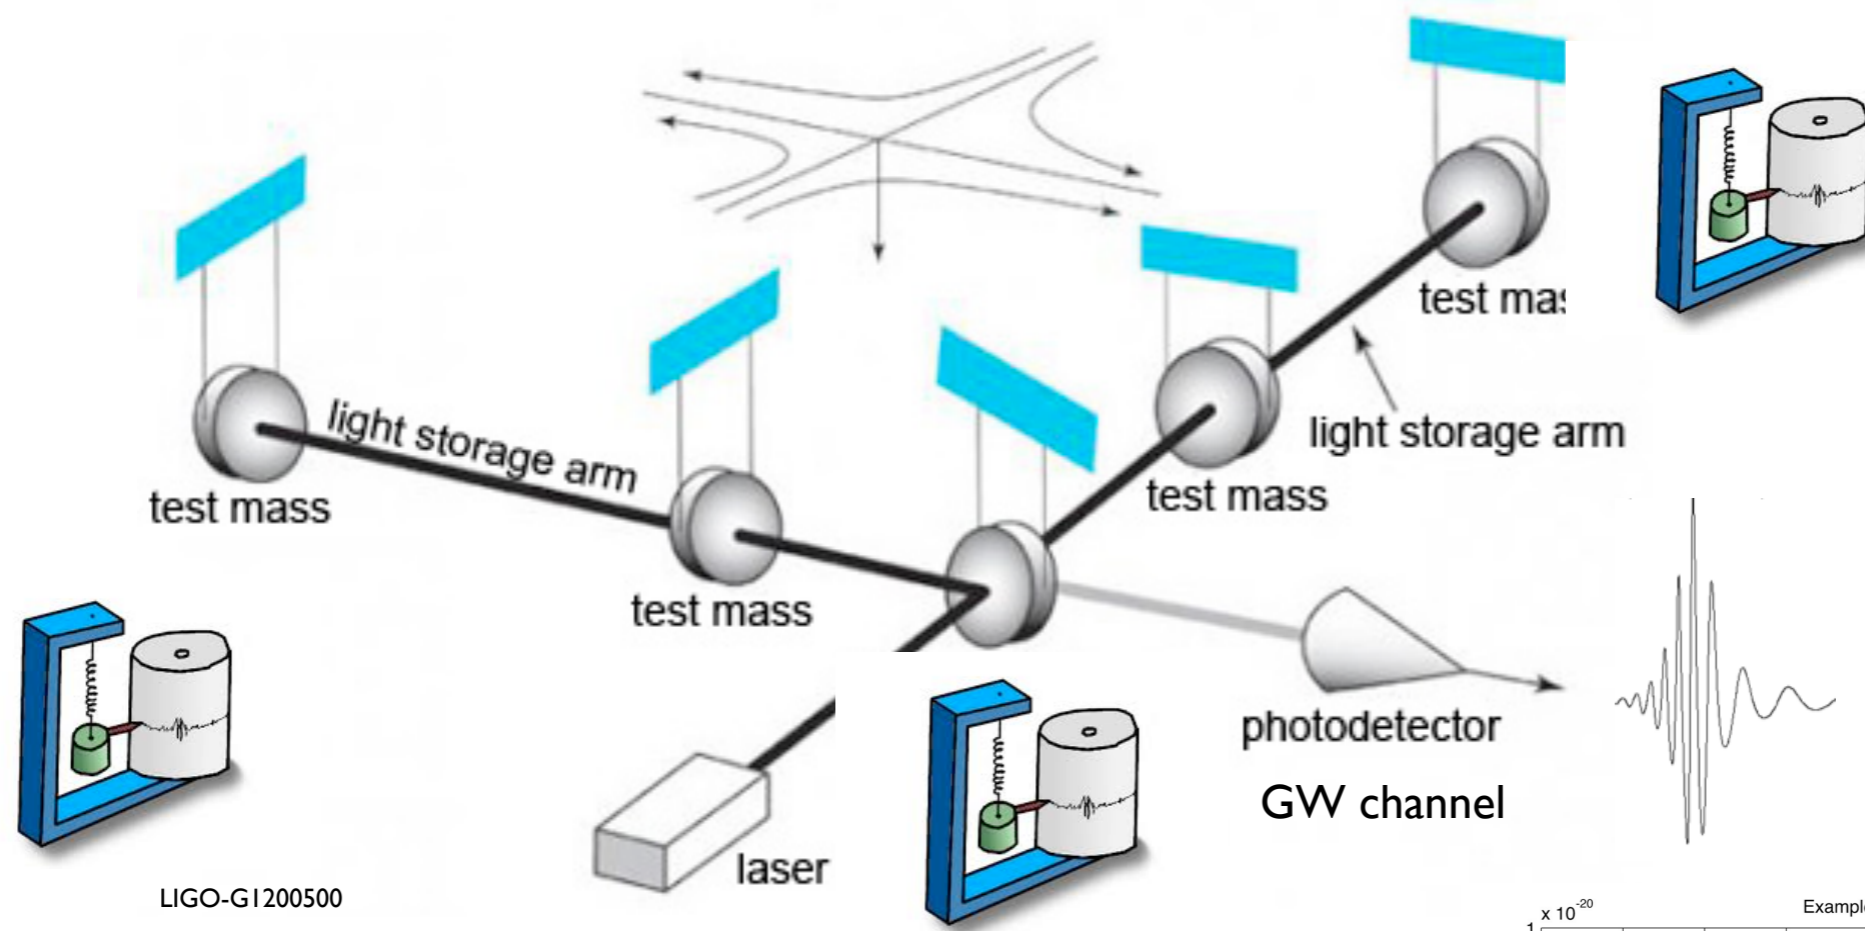 test mas
light storage arm
light storage arm
test mass
test mass
test mass
photodetector
GW channel
laser
LIGO-G1200500
1 x 10-20
Example